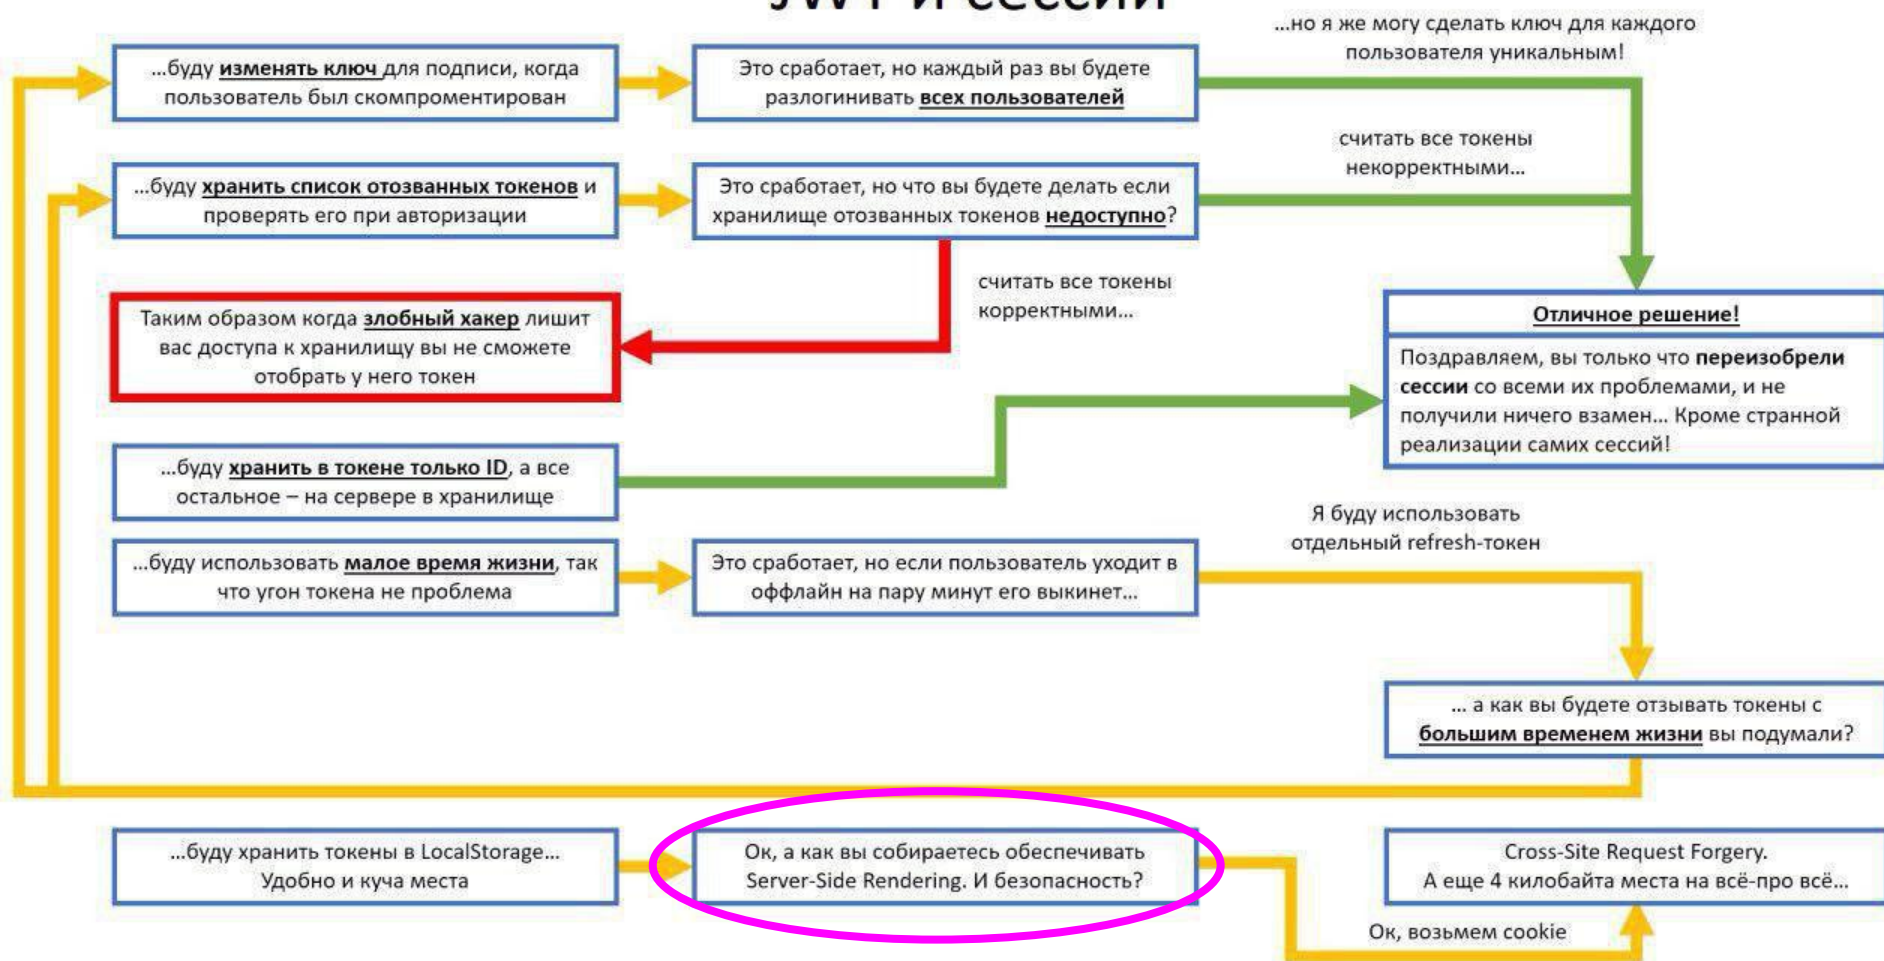 JWT и сессии
...но я же могу сделать ключ для каждого
пользователя уникальным!
...буду изменять ключ для подписи, когда
пользователь был скомпроментирован
Это сработает, но каждый раз вы будете
разлогинивать всех пользователей
считать все токены
некорректными...
...буду хранить список отозванных токенов и
проверять его при авторизации
Это сработает, но что вы будете делать если
хранилище отозванных токенов недоступно?
считать все токены
корректными...
Таким образом когда злобный хакер лишит
вас доступа к хранилищу вы не сможете
отобрать у него токен
Отличное решение!
Поздравляем, вы только что переизобрели
сессии со всеми их проблемами, и не
получили ничего взамен... Кроме странной
реализации самих сессий!
...буду хранить в токене только ID, а все
остальное – на сервере в хранилище
Я буду использовать
отдельный refresh-токен
...буду использовать малое время жизни, так
что угон токена не проблема
Это сработает, но если пользователь уходит в
оффлайн на пару минут его выкинет...
... а как вы будете отзывать токены с
большим временем жизни вы подумали?
...буду хранить токены в LocalStorage...
Удобно и куча места
Ок, а как вы собираетесь обеспечивать
Server-Side Rendering. И безопасность?
Cross-Site Request Forgery.
А еще 4 килобайта места на всё-про всё...
Ок, возьмем cookie